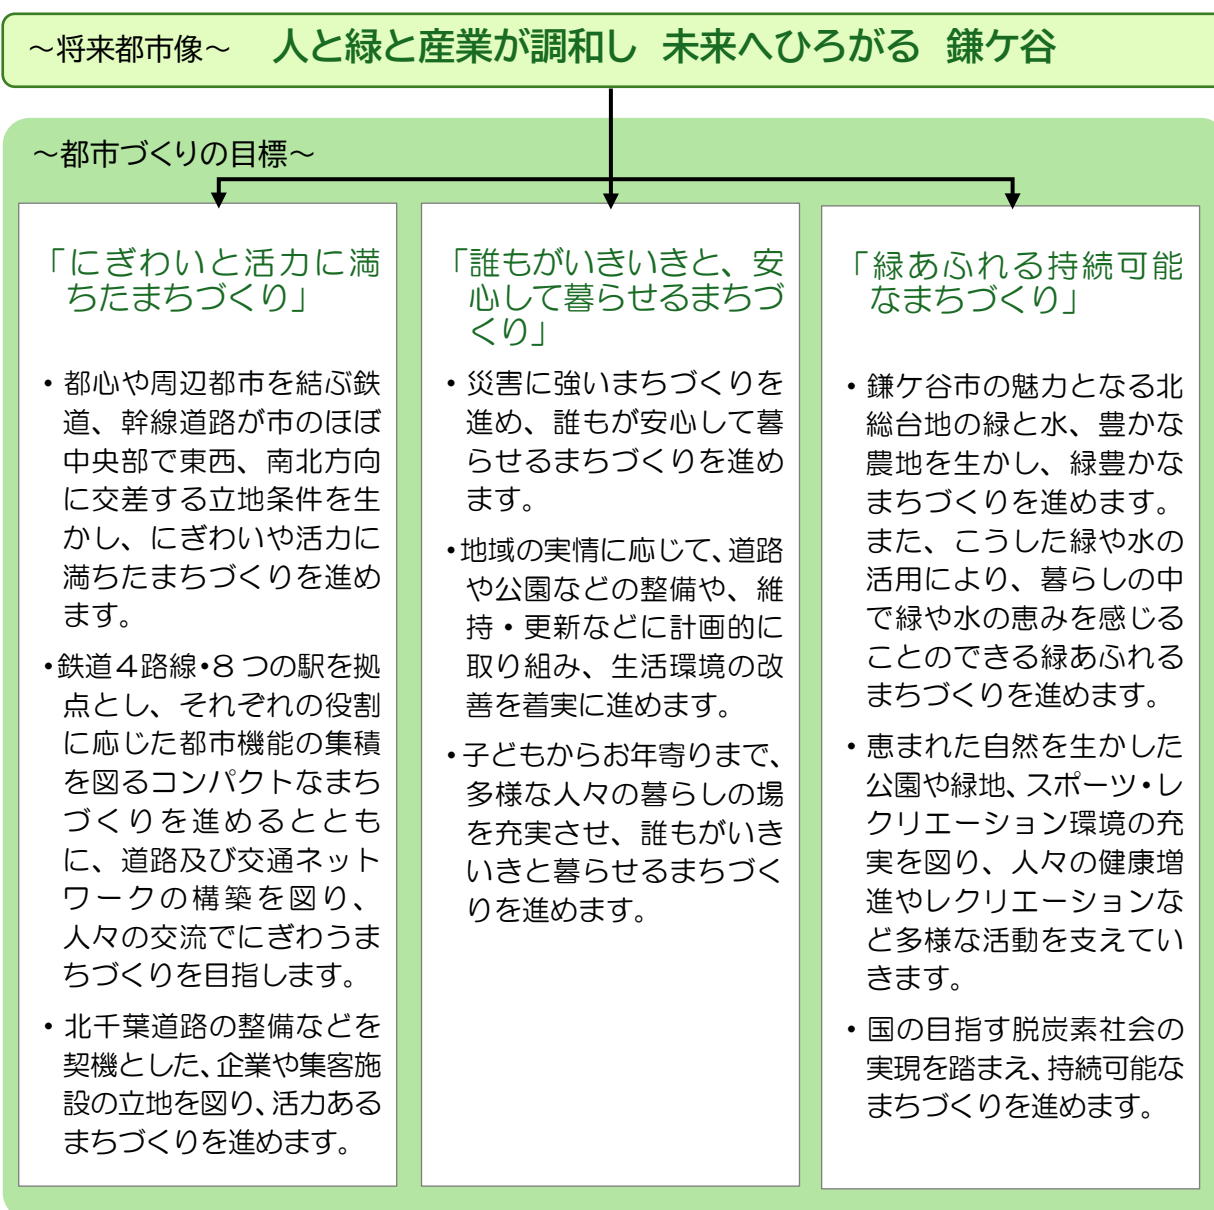 ～将来都市像～ 人と緑と産業が調和し 未来へひろがる 鎌ケ谷
～都市づくりの目標～
「にぎわいと活力に満
ちたまちづくり」
・都心や周辺都市を結ぶ鉄
道、幹線道路が市のほぼ
中央部で東西、南北方向
に交差する立地条件を生
かし、にぎわいや活力に
満ちたまちづくりを進め
ます。
・鉄道４路線・８つの駅を拠
点とし、それぞれの役割
に応じた都市機能の集積
を図るコンパクトなまち
づくりを進めるととも
に、道路及び交通ネット
ワークの構築を図り、
人々の交流でにぎわうま
ちづくりを目指します。
・北千葉道路の整備などを
契機とした、企業や集客施
設の立地を図り、活力ある
まちづくりを進めます。
「誰もがいきいきと、安
心して暮らせるまちづ
くり」
・災害に強いまちづくりを
進め、誰もが安心して暮
らせるまちづくりを進め
ます。
・地域の実情に応じて、道路
や公園などの整備や、維
持・更新などに計画的に
取り組み、生活環境の改
善を着実に進めます。
・子どもからお年寄りまで、
多様な人々の暮らしの場
を充実させ、誰もがいき
いきと暮らせるまちづく
りを進めます。
「緑あふれる持続可能
なまちづくり」
・鎌ケ谷市の魅力となる北
総台地の緑と水、豊かな
農地を生かし、緑豊かな
まちづくりを進めます。
また、こうした緑や水の
活用により、暮らしの中
で緑や水の恵みを感じる
ことのできる緑あふれる
まちづくりを進めます。
・恵まれた自然を生かした
公園や緑地、スポーツ・レ
クリエーション環境の充
実を図り、人々の健康増
進やレクリエーションな
ど多様な活動を支えてい
きます。
・国の目指す脱炭素社会の
実現を踏まえ、持続可能な
まちづくりを進めます。